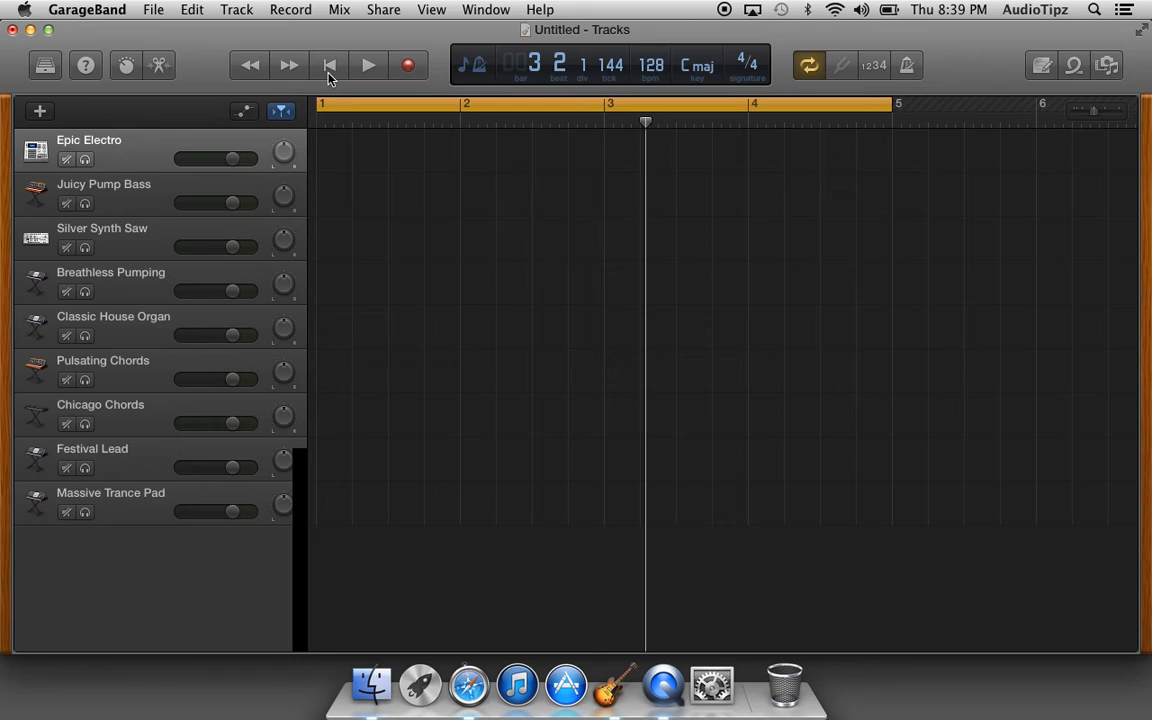 GarageBand File Edit Track Record Mix Share View Window Help Thu 8:39 PM AudioTipz
Untitled - Tracks
3 2 1 144 128 C maj 4/4
bar beat div tick bpm key signature
1234
1 2 3 4 5 6
Epic Electro
L R
Juicy Pump Bass
L R
Silver Synth Saw
L R
Breathless Pumping
L R
Classic House Organ
L R
Pulsating Chords
L R
Chicago Chords
L R
Festival Lead
L
Massive Trance Pad
L